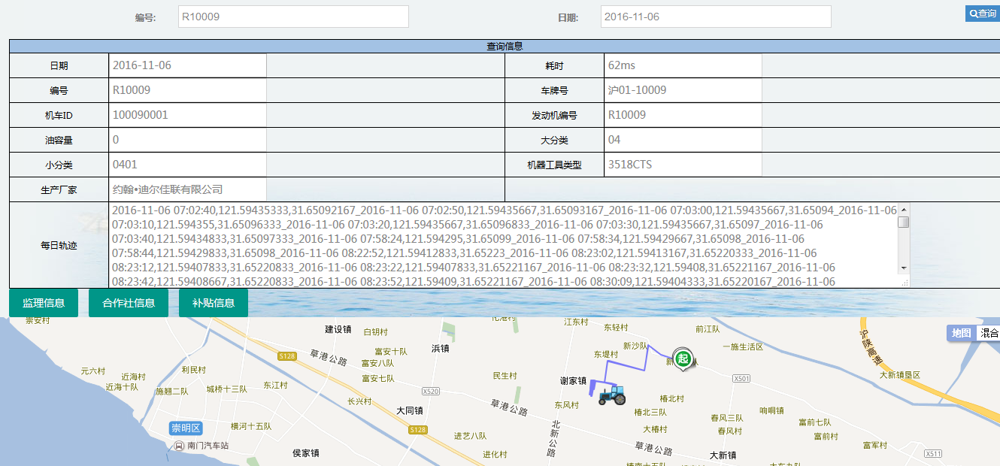 编号: R10009 日期: 2016-11-06 查询
查询信息
日期 2016-11-06 耗时 62ms
编号 R10009 车牌号 沪01-10009
机车ID 100090001 发动机编号 R10009
油容量 0 大分类 04
小分类 0401 机器工具类型 3518CTS
生产厂家 约翰•迪尔佳联有限公司
2016-11-06 07:02:40,121.59435333,31.65092167_2016-11-06 07:02:50,121.59435667,31.65093167_2016-11-06 07:03:00,121.59435667,31.65094_2016-11-06
07:03:10,121.594355,31.65096333_2016-11-06 07:03:20,121.59435667,31.65096833_2016-11-06 07:03:30,121.59435667,31.65097_2016-11-06
07:03:40,121.59434833,31.65097333_2016-11-06 07:58:24,121.594295,31.65099_2016-11-06 07:58:34,121.59429667,31.65098_2016-11-06
每日轨迹
07:58:44,121.59429833,31.65098_2016-11-06 08:22:52,121.59412833,31.65223_2016-11-06 08:23:02,121.59413167,31.65220333_2016-11-06
08:23:12,121.59407833,31.65220833_2016-11-06 08:23:22,121.59407833,31.65221167_2016-11-06 08:23:32,121.59408,31.65221167_2016-11-06
08:23:42,121.59408667,31.65220833_2016-11-06 08:23:52,121.59409,31.65221167_2016-11-06 08:30:09,121.59404333,31.65220167_2016-11-06
监理信息 合作社信息 补贴信息
崇安村
江东村
建设镇 白钥村 东轻村 前江队
地图 混合
沪陕高速
浜镇 新沙队 一施生活区
富安十队 东堤村
S128 草港公路
富安八队 起
元六村 利民村 大新镇垦区
近海村 富安七队 民生村 谢家镇 X501
近海十队 施翘二队 城桥十三队 东江村 X520
长兴村 草港公路 东风村 椿北村
大同镇 椿北三队 响哃镇
春风三队
崇明区 横河十五队 S128 进艺八队 北新公路 大椿村 春风村 富前七队
富前村
南门汽车站 侯家镇 进化村 草港公路 大新镇 富军村 X511